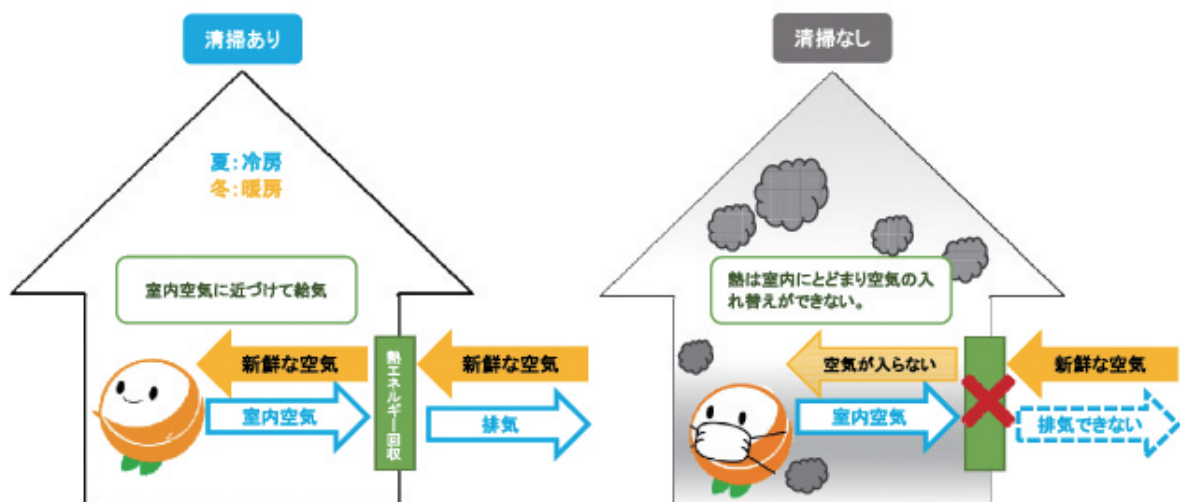 清掃あり
夏：冷房
冬：暖房
室内空気に近づけて給気
新鮮な空気
新鮮な空気
室内空気
熱エネルギー回収
排気
清掃なし
熱は室内にとどまり空気の入
れ替えができない。
空気が入らない
新鮮な空気
室内空気
排気できない